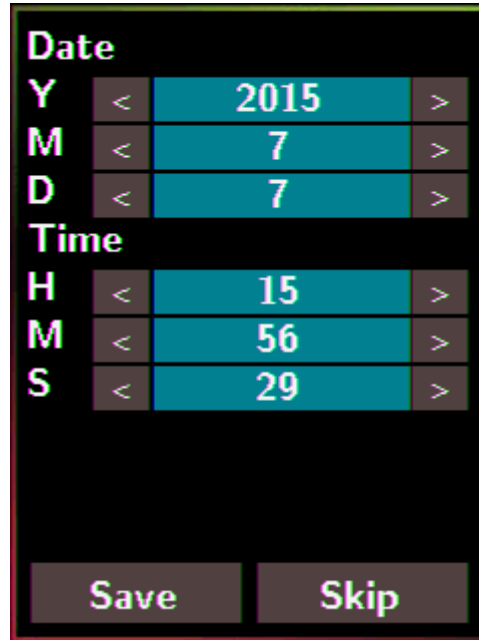 Date
Y < 2015 >
M < 7 >
D < 7 >
Time
H < 15 >
M < 56 >
S < 29 >
Save Skip